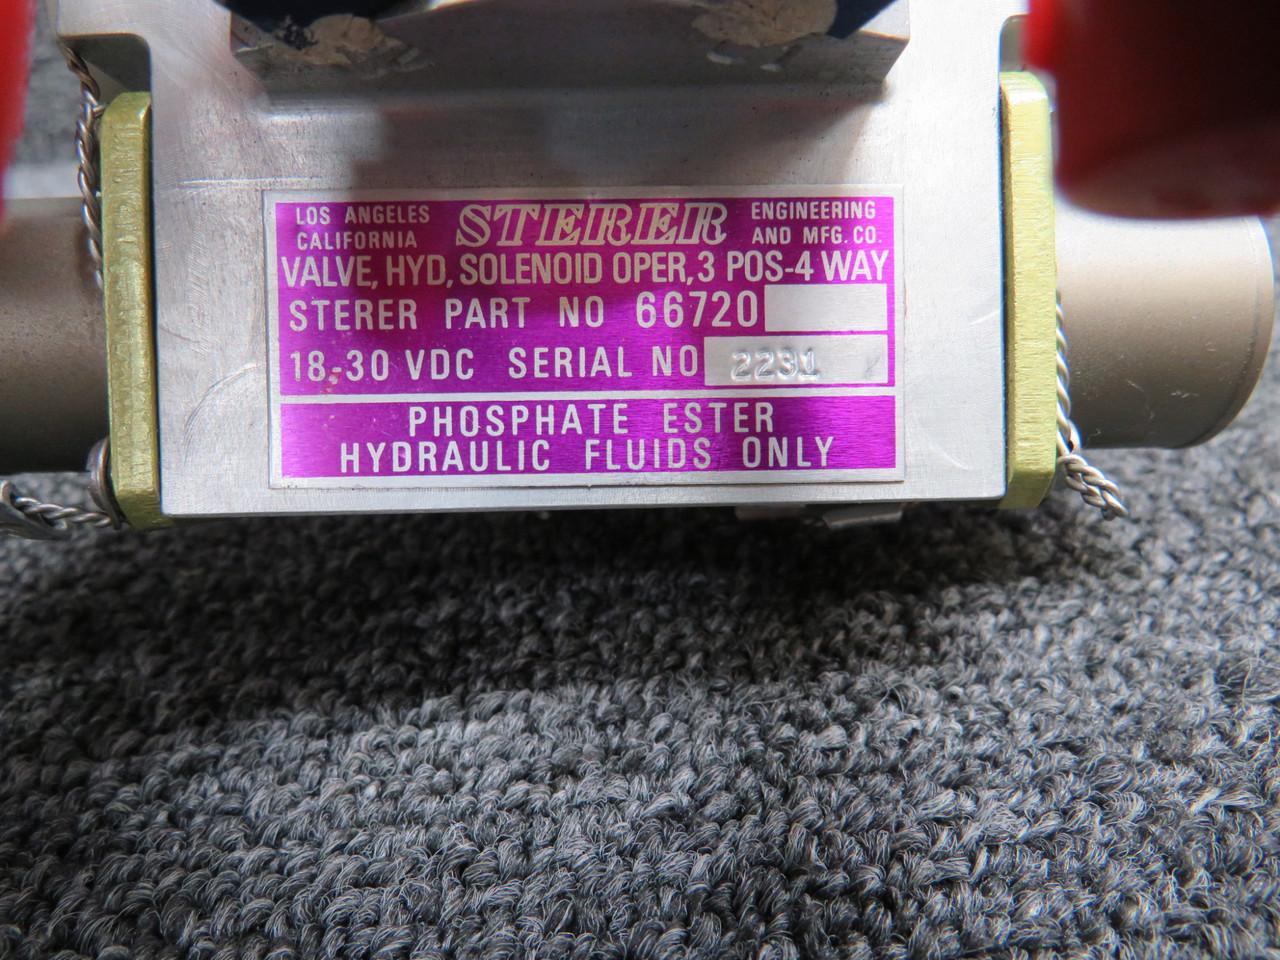 LOS ANGELES CALIFORNIA STERER ENGINEERING AND MFG. CO.
VALVE, HYD, SOLENOID OPER, 3 POS-4 WAY
STERER PART NO 66720
18-30 VDC SERIAL NO 2231
PHOSPHATE ESTER
HYDRAULIC FLUIDS ONLY